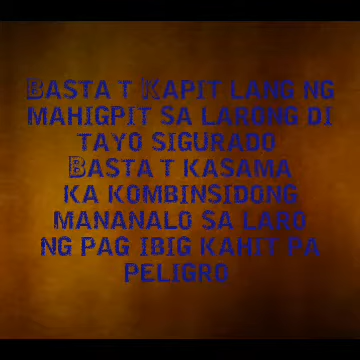 Basta't Kapit lang ng
mahigpit sa larong di
tayo sigurado
Basta't kasama
ka kombinsidong
mananalo sa laro
ng pag ibig kahit pa
peligro